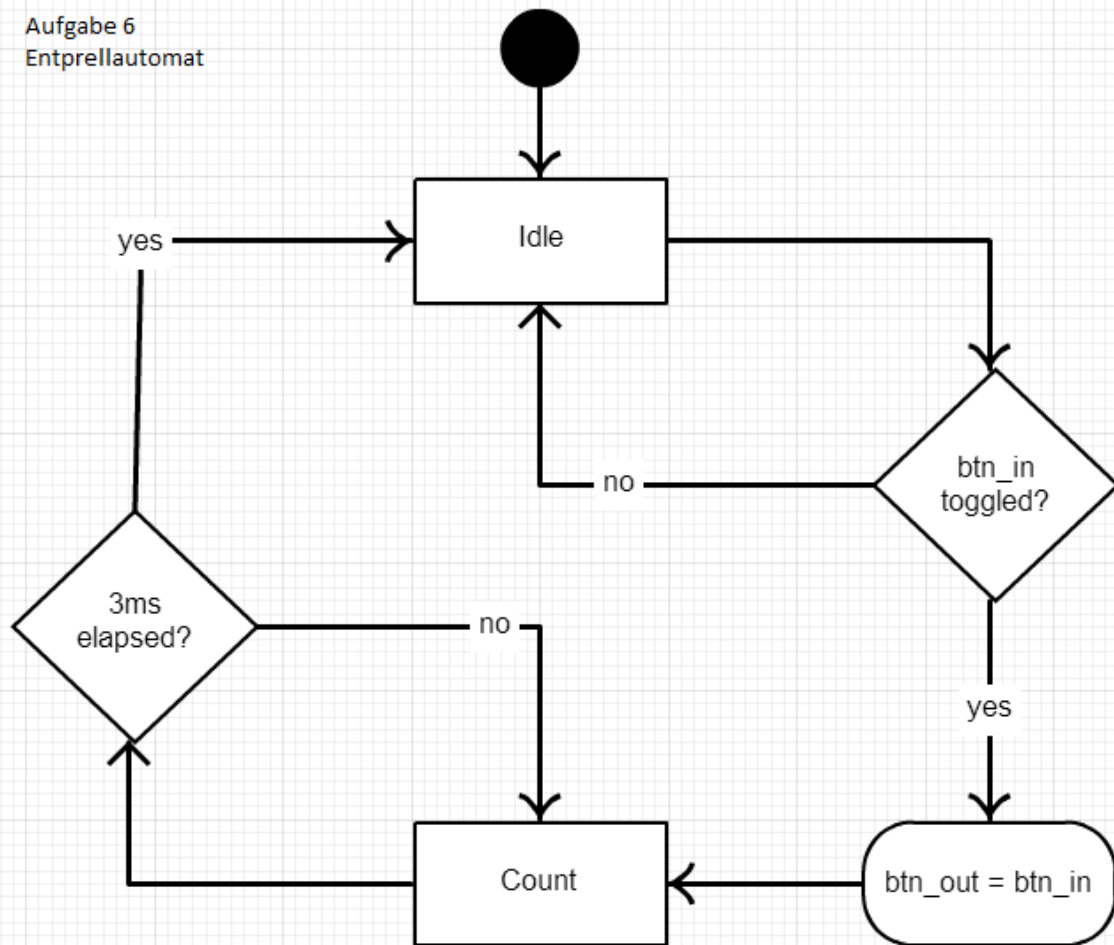 Aufgabe 6
Entprellautomat
Idle
yes
btn_in
toggled?
no
3ms
elapsed?
no
yes
Count
btn_out = btn_in